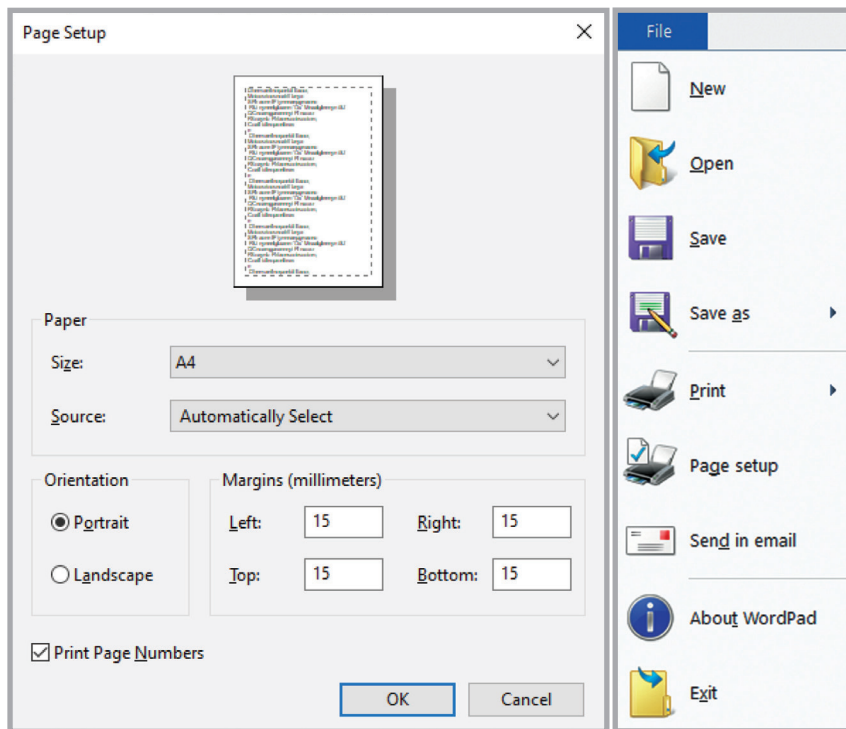 Page Setup
Paper
Size: A4
Source: Automatically Select
Orientation
Portrait
Landscape
Margins (millimeters)
Left: 15 Right: 15
Top: 15 Bottom: 15
Print Page Numbers
OK Cancel
File
New
Open
Save
Save as
Print
Page setup
Send in email
About WordPad
Exit